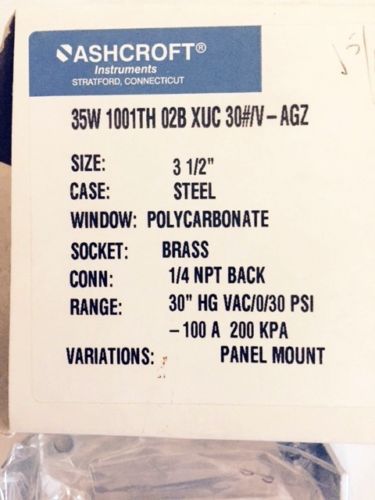 ASHCROFT®
Instruments
STRATFORD, CONNECTICUT
35W 1001TH 02B XUC 30#/V – AGZ
SIZE: 3 1/2"
CASE: STEEL
WINDOW: POLYCARBONATE
SOCKET: BRASS
CONN: 1/4 NPT BACK
RANGE: 30" HG VAC/0/30 PSI
– 100 A 200 KPA
VARIATIONS: PANEL MOUNT